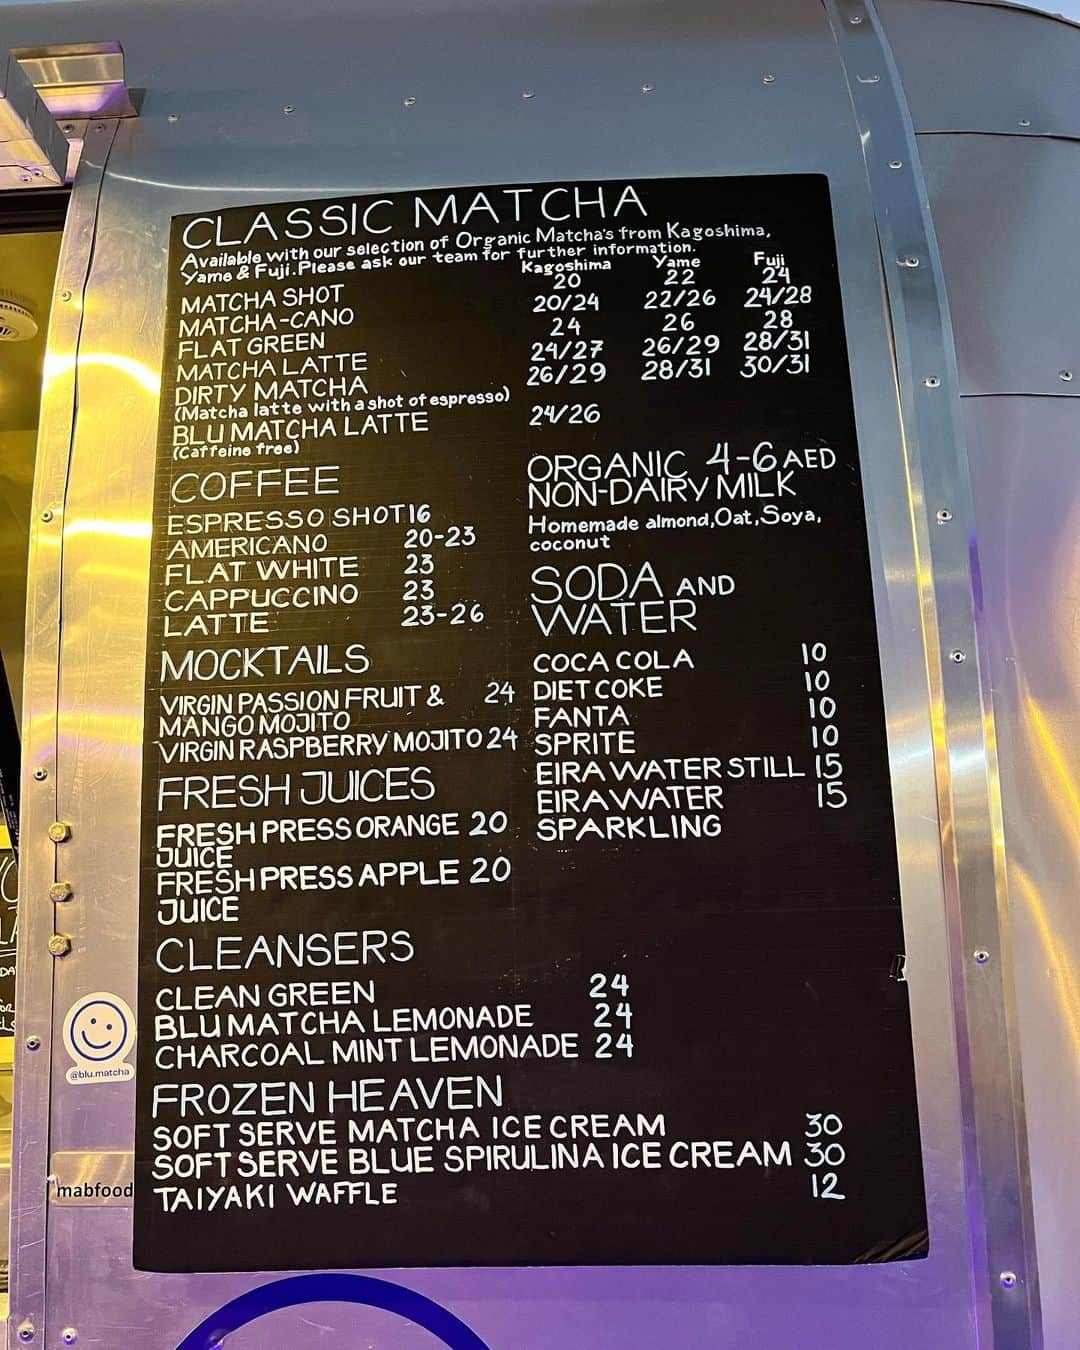 CLASSIC MATCHA
Available with our selection of Organic Matcha's from Kagoshima,
Yame & Fuji. Please ask our team for further information.
Kagoshima Yame Fuji
MATCHA SHOT 20 22 24
MATCHA-CANO 20/24 22/26 24/28
FLAT GREEN 24 26 28
MATCHA LATTE 24/27 26/29 28/31
DIRTY MATCHA 26/29 28/31 30/31
(Matcha latte with a shot of espresso)
BLU MATCHA LATTE 24/26
(Caffeine free)
COFFEE
ESPRESSO SHOT 16
AMERICANO 20-23
FLAT WHITE 23
CAPPUCCINO 23
LATTE 23-26
MOCKTAILS
VIRGIN PASSION FRUIT & 24
MANGO MOJITO
VIRGIN RASPBERRY MOJITO 24
FRESH JUICES
FRESH PRESS ORANGE 20
JUICE
FRESH PRESS APPLE 20
JUICE
ORGANIC 4-6 AED
NON-DAIRY MILK
Homemade almond, Oat, Soya,
coconut
SODA AND
WATER
COCA COLA 10
DIET COKE 10
FANTA 10
SPRITE 10
EIRA WATER STILL 15
EIRA WATER 15
SPARKLING
CLEANSERS
CLEAN GREEN 24
BLU MATCHA LEMONADE 24
CHARCOAL MINT LEMONADE 24
FROZEN HEAVEN
SOFT SERVE MATCHA ICE CREAM 30
SOFT SERVE BLUE SPIRULINA ICE CREAM 30
TAIYAKI WAFFLE 12
@blu.matcha
mabfood